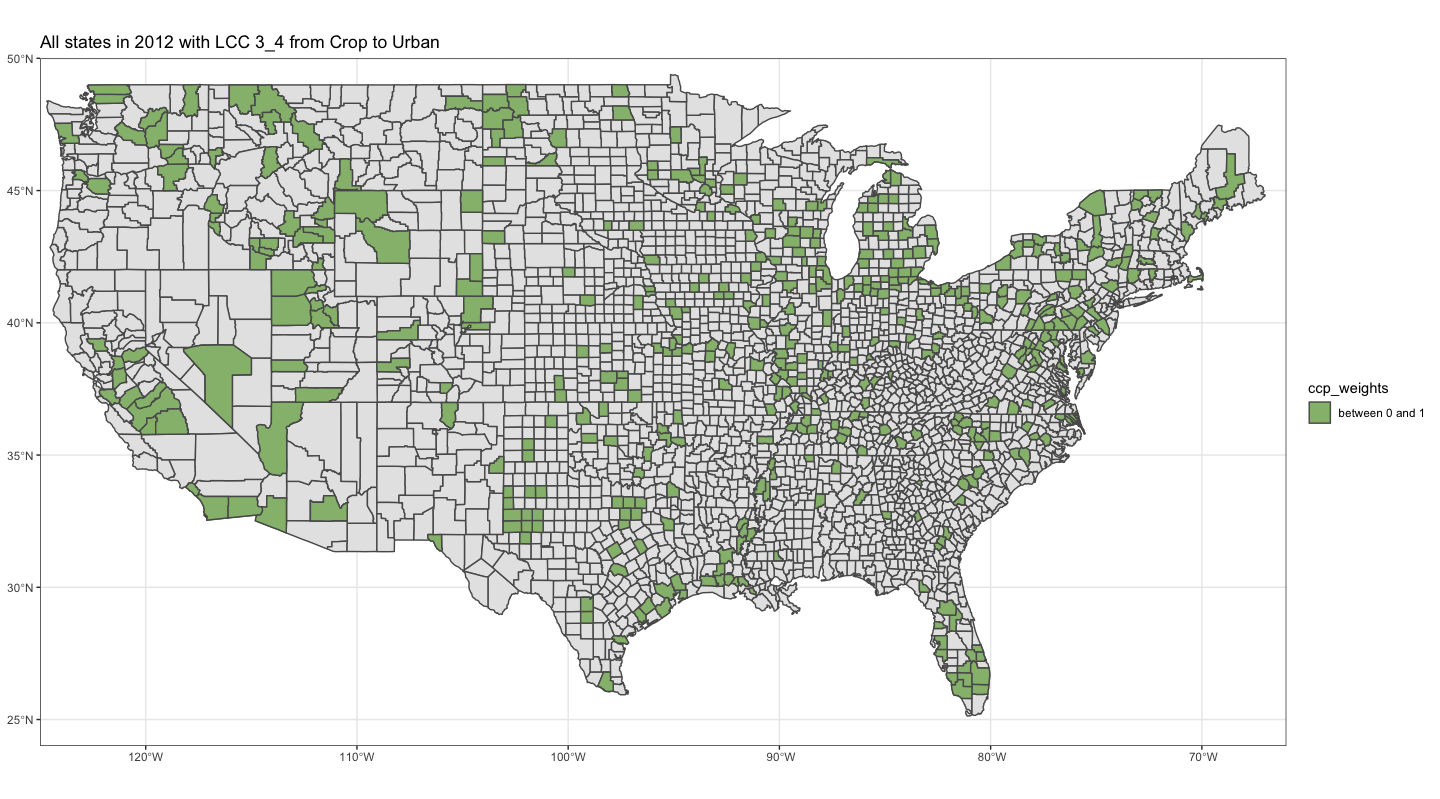 All states in 2012 with LCC 3_4 from Crop to Urban
50°N
45°N
40°N
35°N
30°N
25°N
120°W
110°W
100°W
90°W
80°W
70°W
ccp_weights
between 0 and 1